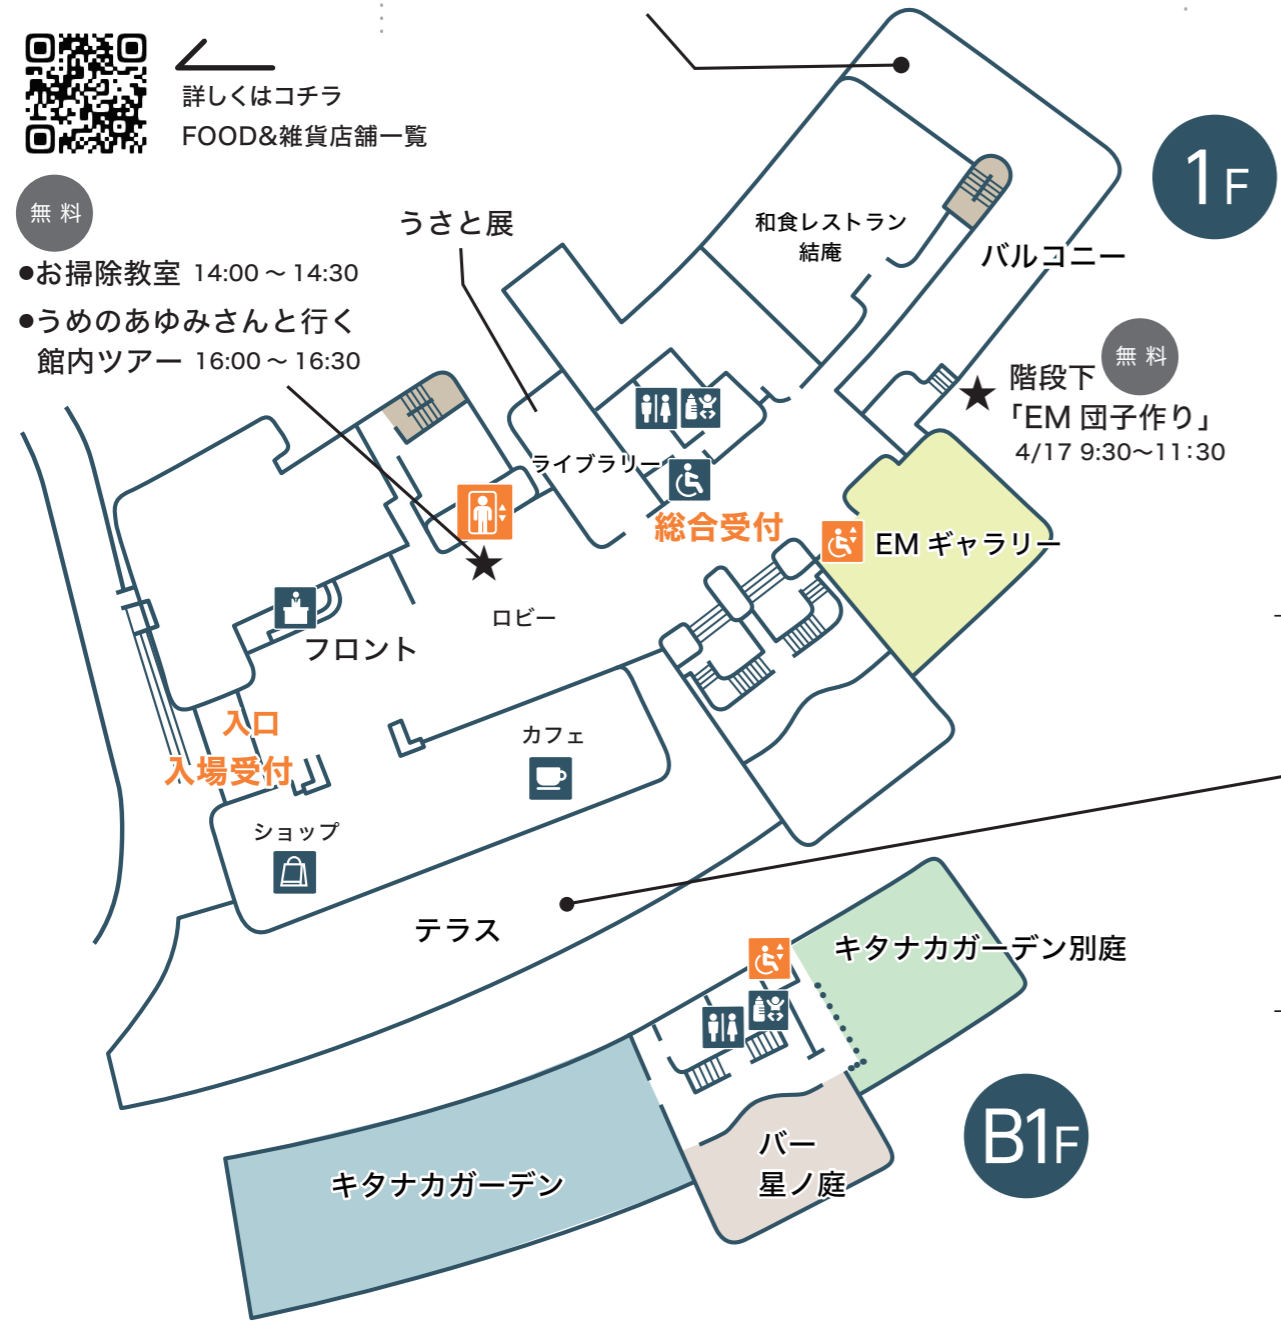 詳しくはコチラ
FOOD&雑貨店舗一覧
無料
●お掃除教室 14:00～14:30
●うめのあゆみさんと行く
館内ツアー 16:00～16:30
うさと展
和食レストラン
結庵
1F
バルコニー
無料
階段下
「EM団子作り」
4/17 9:30～11:30
ライブラリー
総合受付
EMギャラリー
ロビー
フロント
入口
入場受付
カフェ
ショップ
テラス
キタナカガーデン別庭
B1F
バー
星ノ庭
キタナカガーデン